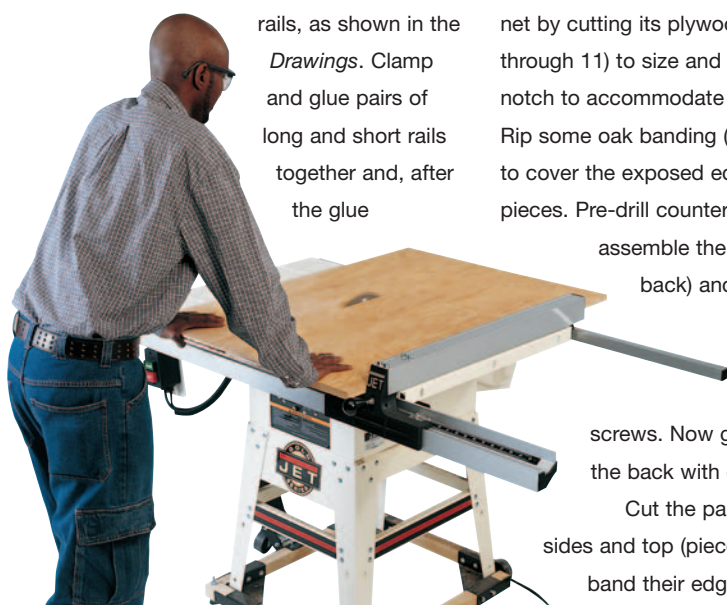 rails, as shown in the
Drawings. Clamp
and glue pairs of
long and short rails
together and, after
the glue
net by cutting its plywoo
through 11) to size and
notch to accommodate
Rip some oak banding (
to cover the exposed ed
pieces. Pre-drill counter
assemble the
back) and
screws. Now g
the back with
Cut the pa
sides and top (piec
band their edg
JET
JET